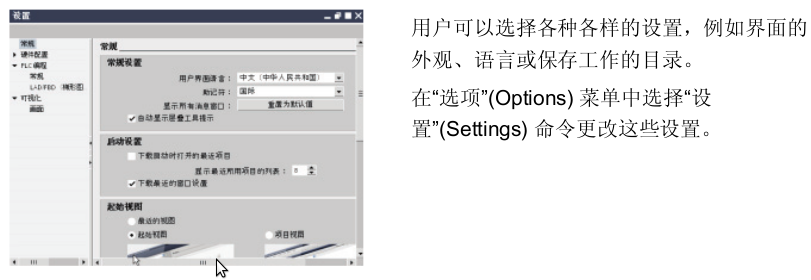 设置
常规
硬件配置
PLC编程
常规
LAD/FBD（梯形图）
可视化
画面
常规
常规设置
用户界面语言：
中文（中华人民共和国）
助记符：
国际
显示所有消息窗口：
重置为默认值
自动显示层叠工具提示
启动设置
下载启动时打开的最近项目
显示最近所用项目的列表：
8
下载最近的窗口设置
起始视图
最近的视图
起始视图
项目视图
用户可以选择各种各样的设置，例如界面的
外观、语言或保存工作的目录。
在“选项”(Options) 菜单中选择“设
置”(Settings) 命令更改这些设置。